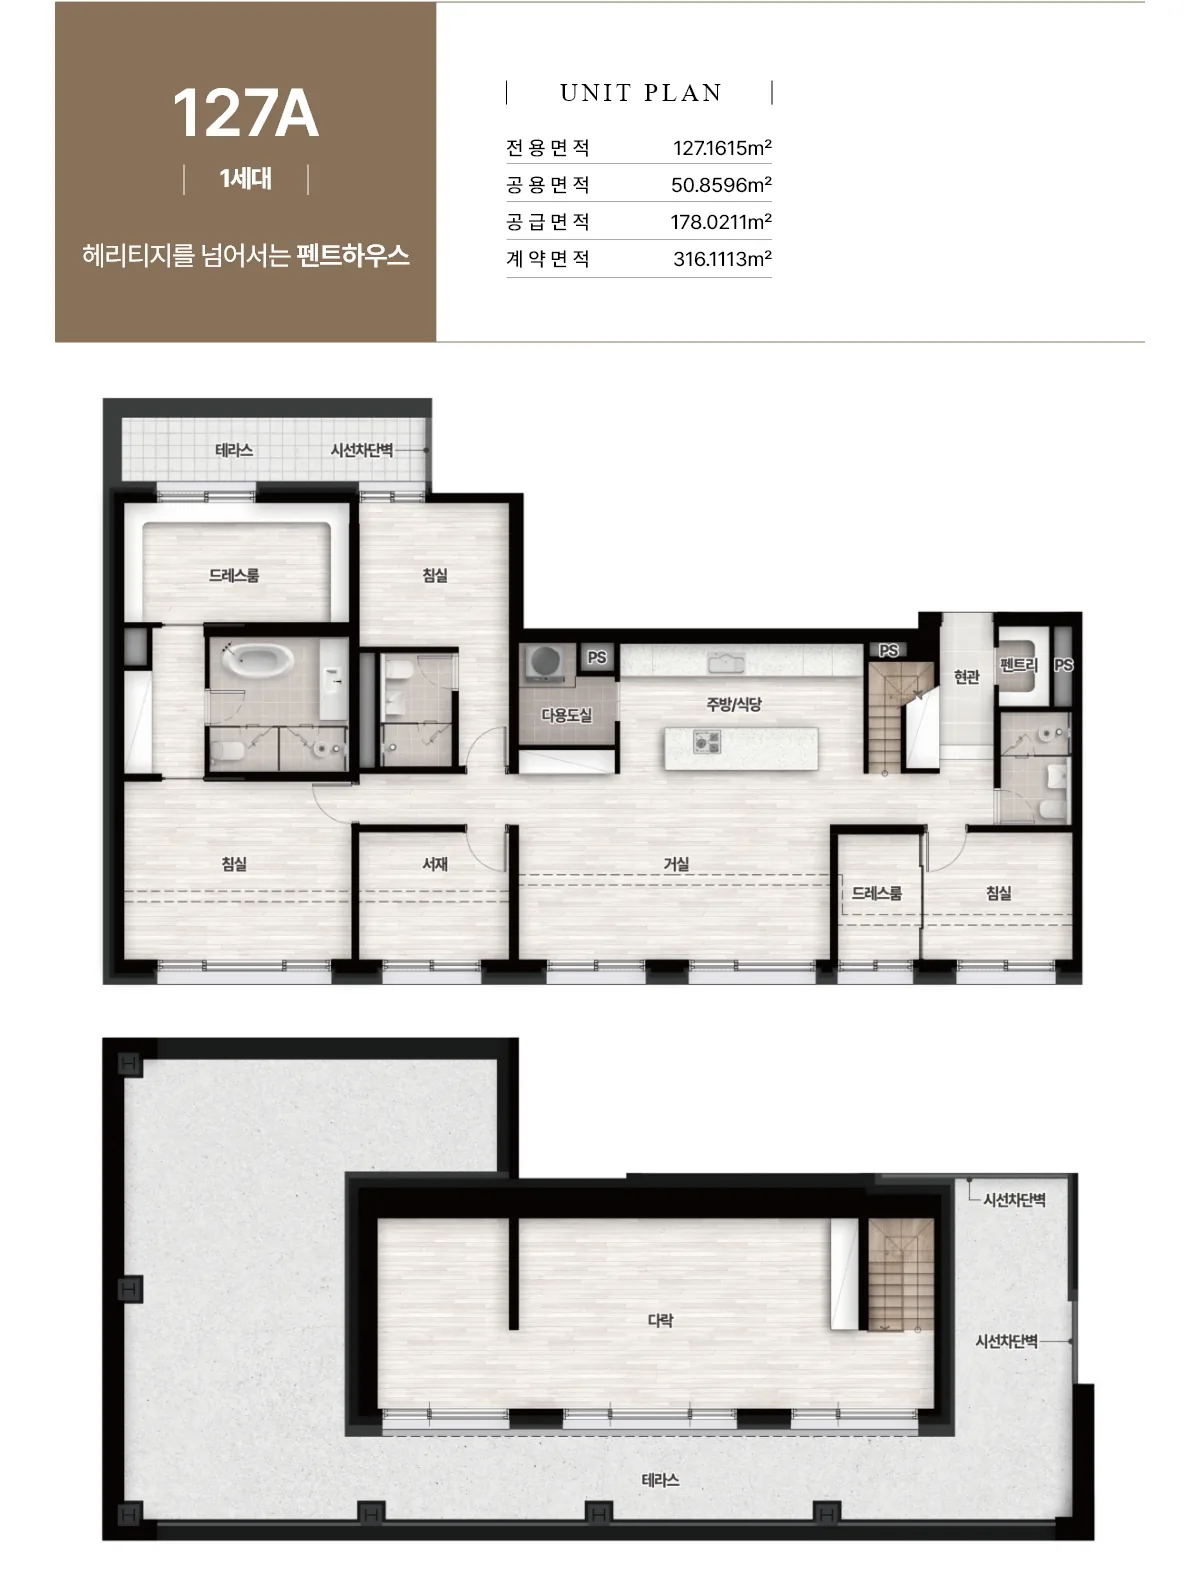 127A
1세대
헤리티지를 넘어서는 펜트하우스
UNIT PLAN
전용면적 127.1615m²
공용면적 50.8596m²
공급면적 178.0211m²
계약면적 316.1113m²
테라스 시선차단벽
드레스룸 침실
PS PS 현관 펜트리 PS
다용도실 주방/식당
침실 서재 거실 드레스룸 침실
시선차단벽
다락
시선차단벽
테라스
H
H
H H H H